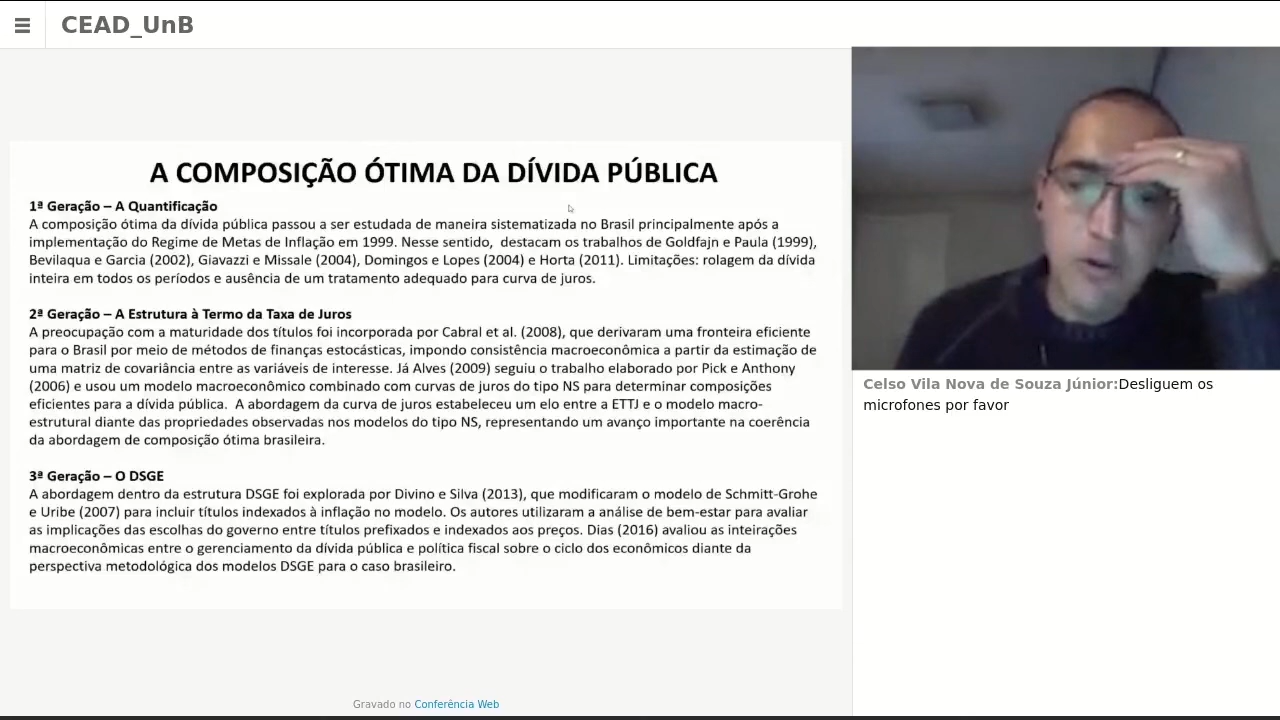 CEAD_UnB
A COMPOSIÇÃO ÓTIMA DA DÍVIDA PÚBLICA
1ª Geração – A Quantificação
A composição ótima da dívida pública passou a ser estudada de maneira sistematizada no Brasil principalmente após a
implementação do Regime de Metas de Inflação em 1999. Nesse sentido,  destacam os trabalhos de Goldfajn e Paula (1999),
Bevilaqua e Garcia (2002), Giavazzi e Missale (2004), Domingos e Lopes (2004) e Horta (2011). Limitações: rolagem da dívida
inteira em todos os períodos e ausência de um tratamento adequado para curva de juros.
2ª Geração – A Estrutura à Termo da Taxa de Juros
A preocupação com a maturidade dos títulos foi incorporada por Cabral et al. (2008), que derivaram uma fronteira eficiente
para o Brasil por meio de métodos de finanças estocásticas, impondo consistência macroeconômica a partir da estimação de
uma matriz de covariância entre as variáveis de interesse. Já Alves (2009) seguiu o trabalho elaborado por Pick e Anthony
(2006) e usou um modelo macroeconômico combinado com curvas de juros do tipo NS para determinar composições
eficientes para a dívida pública.  A abordagem da curva de juros estabeleceu um elo entre a ETTJ e o modelo macro-
estrutural diante das propriedades observadas nos modelos do tipo NS, representando um avanço importante na coerência
da abordagem de composição ótima brasileira.
3ª Geração – O DSGE
A abordagem dentro da estrutura DSGE foi explorada por Divino e Silva (2013), que modificaram o modelo de Schmitt-Grohe
e Uribe (2007) para incluir títulos indexados à inflação no modelo. Os autores utilizaram a análise de bem-estar para avaliar
as implicações das escolhas do governo entre títulos prefixados e indexados aos preços. Dias (2016) avaliou as inteirações
macroeconômicas entre o gerenciamento da dívida pública e política fiscal sobre o ciclo dos econômicos diante da
perspectiva metodológica dos modelos DSGE para o caso brasileiro.
Celso Vila Nova de Souza Júnior:Desliguem os
microfones por favor
Gravado no Conferência Web